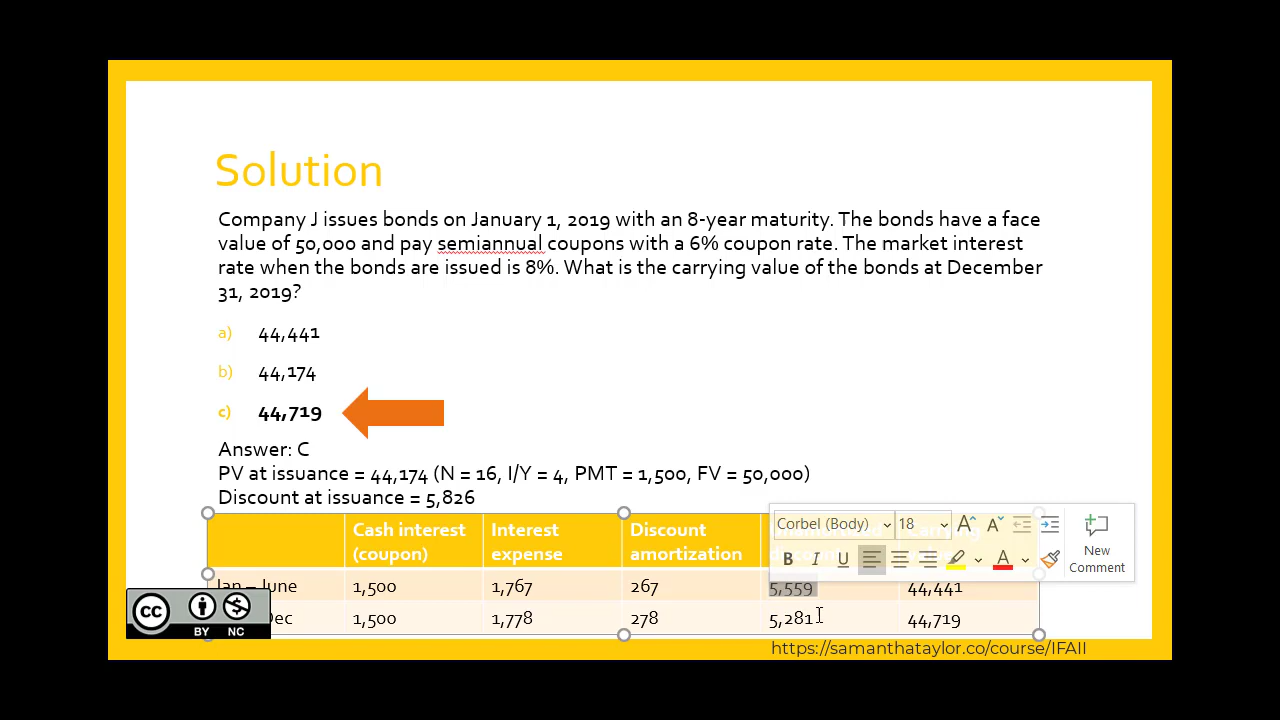 Solution
Company J issues bonds on January 1, 2019 with an 8-year maturity. The bonds have a face
value of 50,000 and pay semiannual coupons with a 6% coupon rate. The market interest
rate when the bonds are issued is 8%. What is the carrying value of the bonds at December
31, 2019?
a) 44,441
b) 44,174
c) 44,719
Answer: C
PV at issuance = 44,174 (N = 16, I/Y = 4, PMT = 1,500, FV = 50,000)
Discount at issuance = 5,826
Corbel (Body) 18 A A
B I U A
New
Comment
Cash interest
(coupon)
Interest
expense
Discount
amortization
Jan – June 1,500 1,767 267 5,559 44,441
Dec 1,500 1,778 278 5,281 44,719
CC BY NC
https://samanthataylor.co/course/IFAII